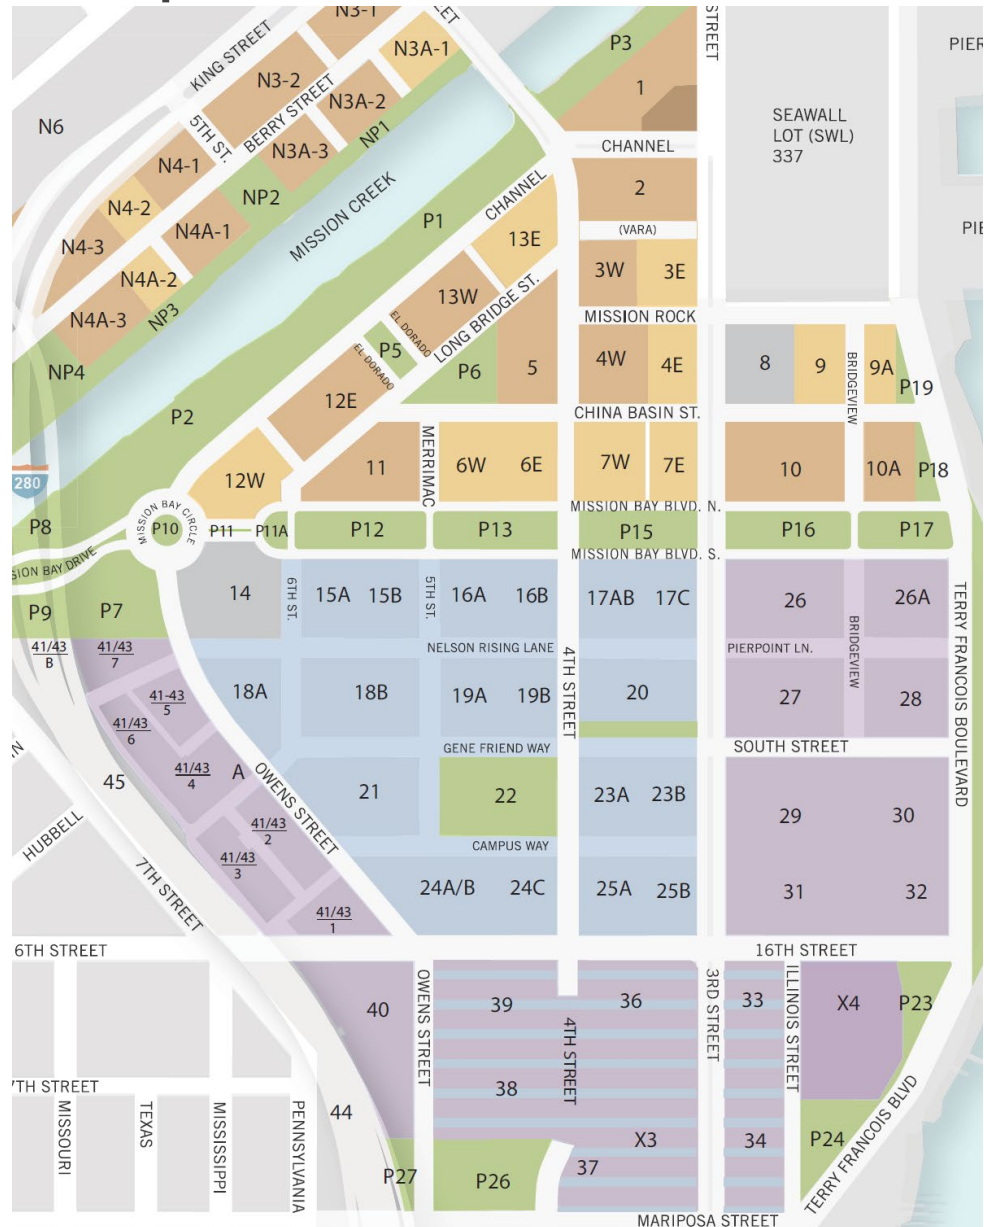 N3-1
STREET
P3
PIER
KING STREET
N3A-1
N3-2
1
N6
BERRY STREET
N3A-2
SEAWALL
LOT (SWL)
337
5TH ST.
N3A-3
NP1
CHANNEL
N4-1
NP2
MISSION CREEK
CHANNEL
2
N4-2
N4A-1
P1
(VARA)
N4-3
13E
3W
3E
N4A-2
13W
LONG BRIDGE ST.
N4A-3
NP3
EL DORADO
MISSION ROCK
P5
EL DORADO
P6
5
4W
4E
8
9
BRIDGEVIEW
9A
P19
NP4
12E
P2
CHINA BASIN ST.
MERRIMAC
11
6W
6E
7W
7E
10
10A
P18
280
12W
MISSION BAY BLVD. N.
MISSION BAY CIRCLE
P8
P10
P11
P11A
P12
P13
P15
P16
P17
MISSION BAY BLVD. S.
SION BAY DRIVE
P9
P7
14
6TH ST.
15A
15B
5TH ST.
16A
16B
17AB
17C
26
26A
TERRY FRANCOIS BOULEVARD
41/43
B
41/43
7
NELSON RISING LANE
PIERPOINT LN.
BRIDGEVIEW
4TH STREET
41-43
5
18A
18B
19A
19B
20
27
28
41/43
6
GENE FRIEND WAY
SOUTH STREET
45
41/43
4
A
OWENS STREET
21
22
23A
23B
29
30
HUBBELL
41/43
2
CAMPUS WAY
41/43
3
7TH STREET
24A/B
24C
25A
25B
31
32
41/43
1
6TH STREET
16TH STREET
40
OWENS STREET
39
4TH STREET
36
3RD STREET
33
ILLINOIS STREET
X4
P23
7TH STREET
38
44
MISSOURI
TEXAS
MISSISSIPPI
PENNSYLVANIA
X3
34
P24
TERRY FRANCOIS BLVD
P27
P26
37
MARIPOSA STREET